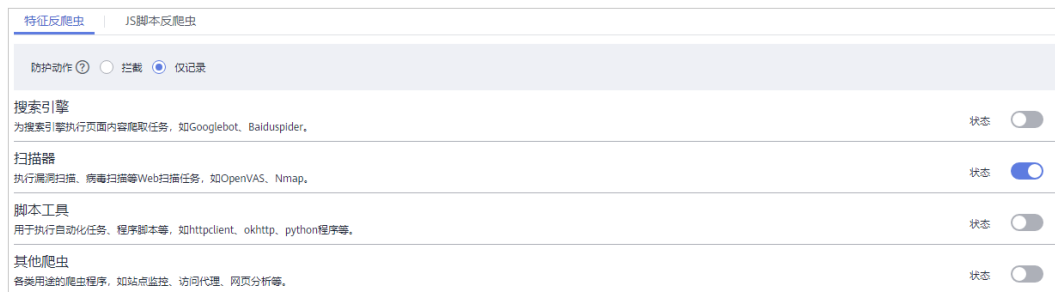 特征反爬虫 JS脚本反爬虫
防护动作 ? 拦截 仅记录
搜索引擎
为搜索引擎执行页面内容爬取任务，如Googlebot、Baiduspider。
状态
扫描器
执行漏洞扫描、病毒扫描等Web扫描任务，如OpenVAS、Nmap。
状态
脚本工具
用于执行自动化任务、程序脚本等，如httpclient、okhttp、python程序等。
状态
其他爬虫
各类用途的爬虫程序，如站点监控、访问代理、网页分析等。
状态